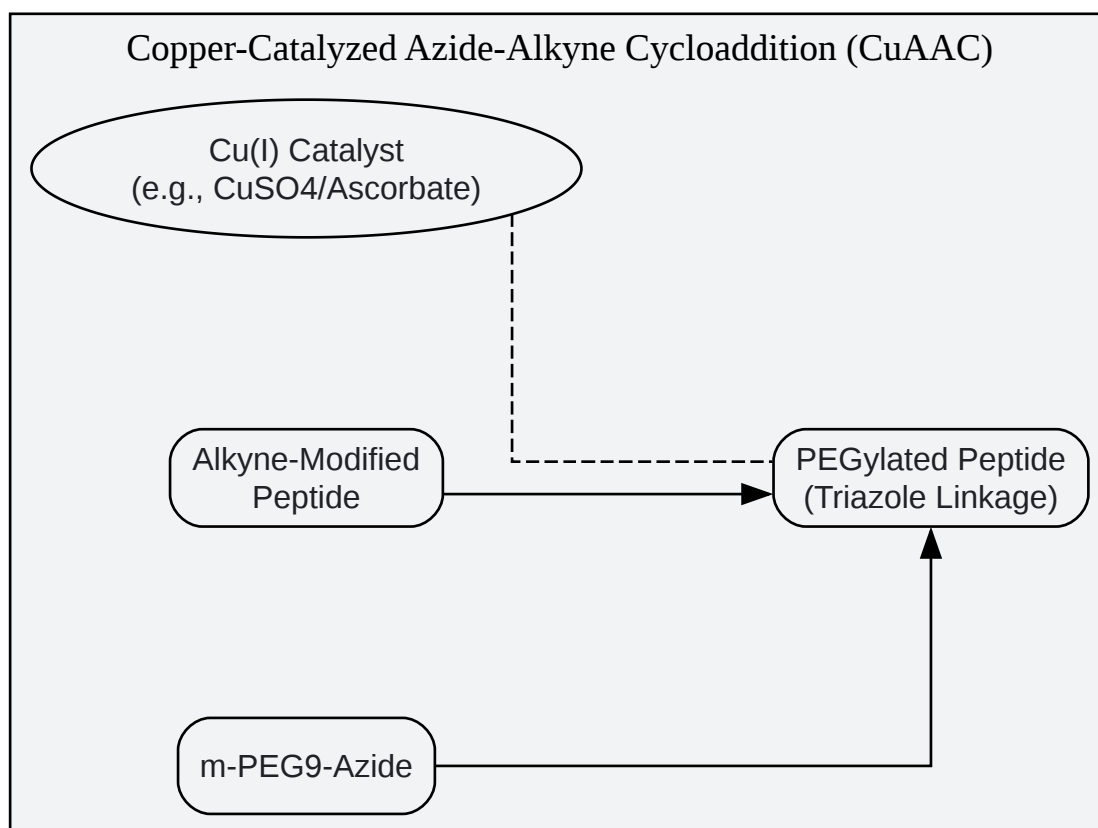 Copper-Catalyzed Azide-Alkyne Cycloaddition (CuAAC)
Cu(I) Catalyst
(e.g., CuSO4/Ascorbate)
Alkyne-Modified
Peptide
PEGylated Peptide
(Triazole Linkage)
m-PEG9-Azide